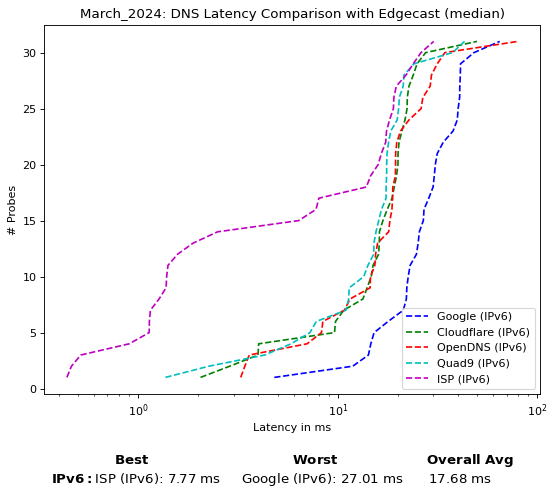 March_2024: DNS Latency Comparison with Edgecast (median)
# Probes
30
25
20
15
10
5
0
10^0
10^1
10^2
Latency in ms
Google (IPv6)
Cloudflare (IPv6)
OpenDNS (IPv6)
Quad9 (IPv6)
ISP (IPv6)
Best Worst Overall Avg
IPv6: ISP (IPv6): 7.77 ms Google (IPv6): 27.01 ms 17.68 ms